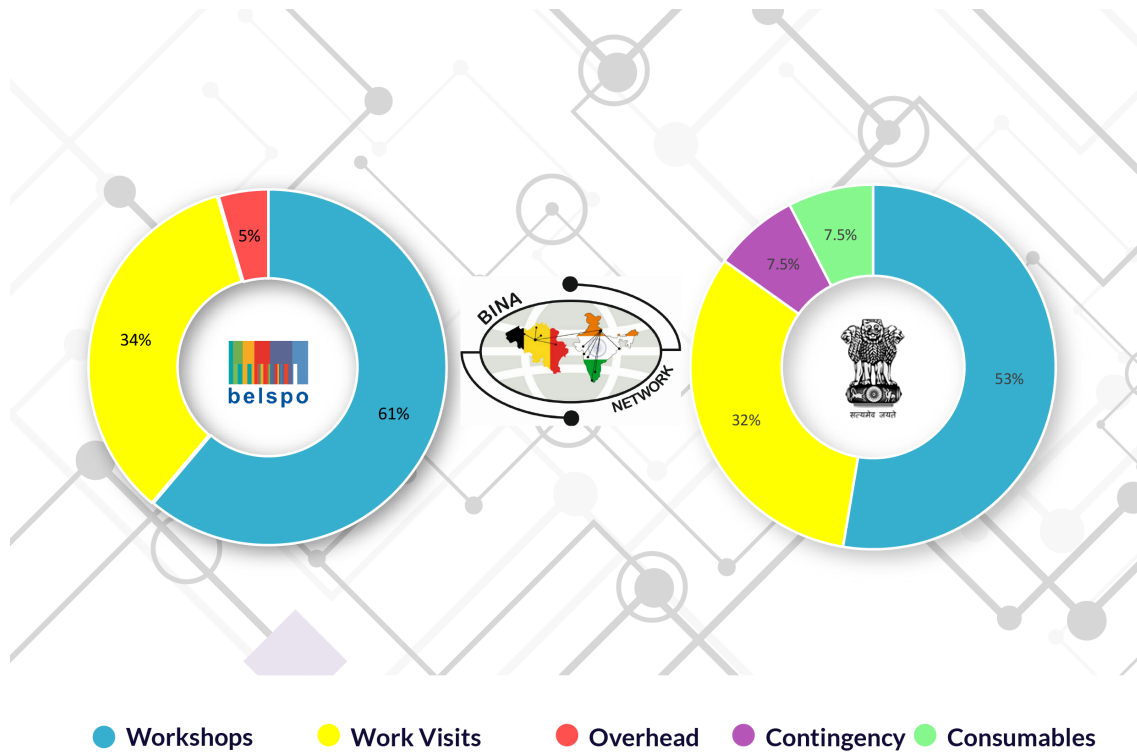 5%
34%
61%
belspo
BINA
NETWORK
7.5%
7.5%
32%
53%
सत्यमेव जयते
Workshops
Work Visits
Overhead
Contingency
Consumables